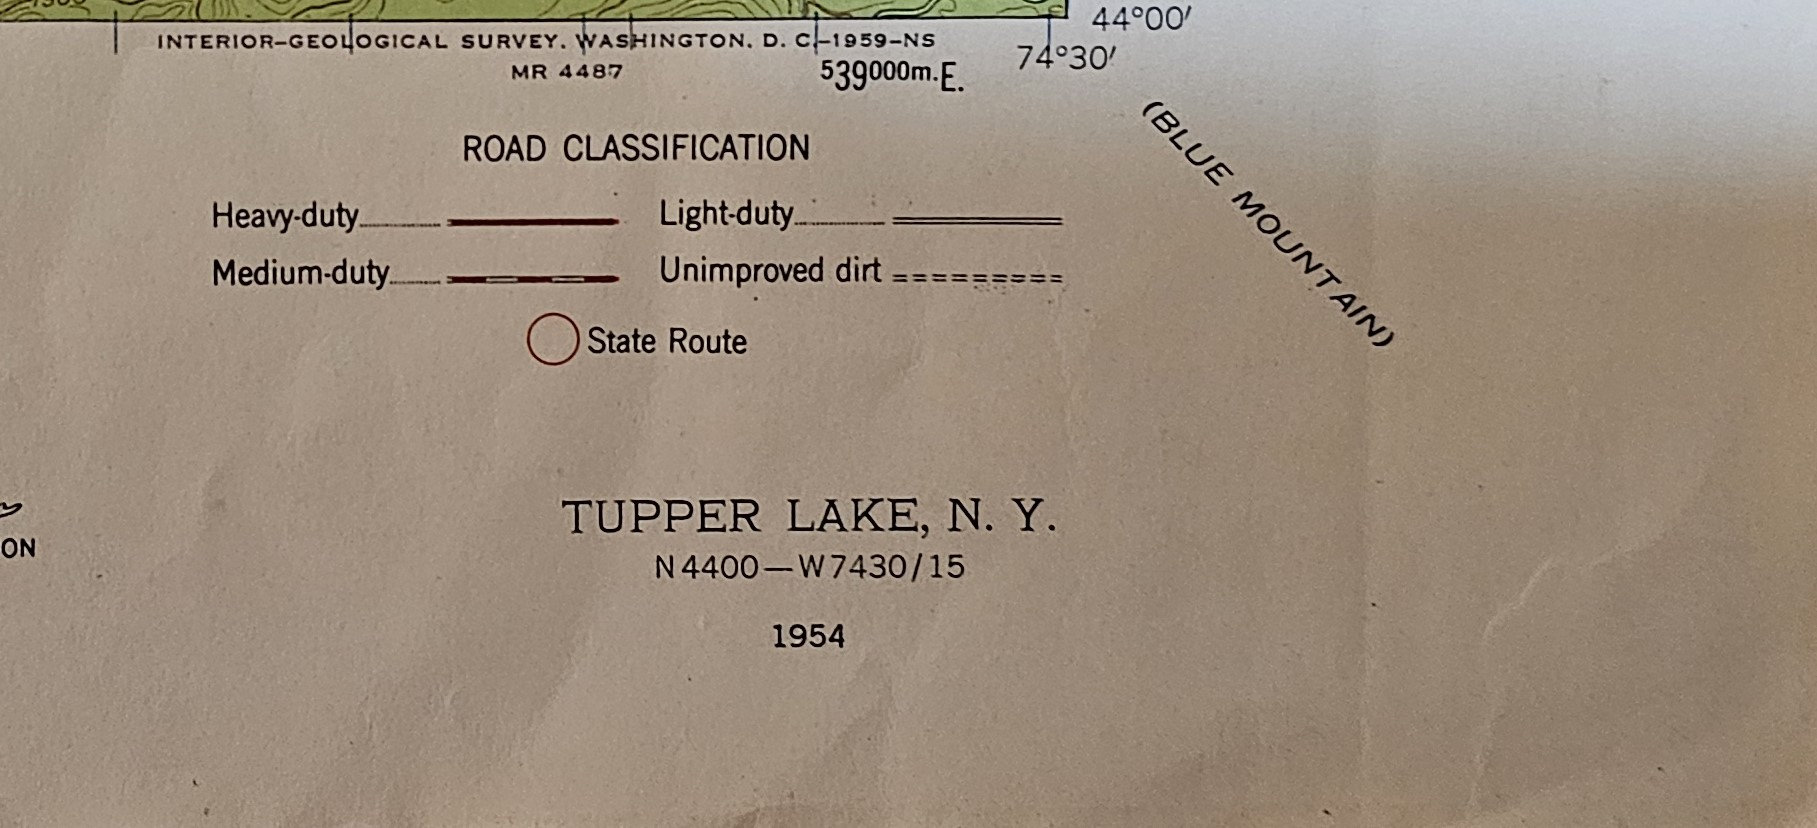 44°00′
INTERIOR–GEOLOGICAL SURVEY, WASHINGTON, D. C.–1959–NS
74°30′
MR 4487
539000m.E.
(BLUE MOUNTAIN)
ROAD CLASSIFICATION
Heavy-duty
Light-duty
Medium-duty
Unimproved dirt
State Route
ON
TUPPER LAKE, N. Y.
N4400—W7430/15
1954